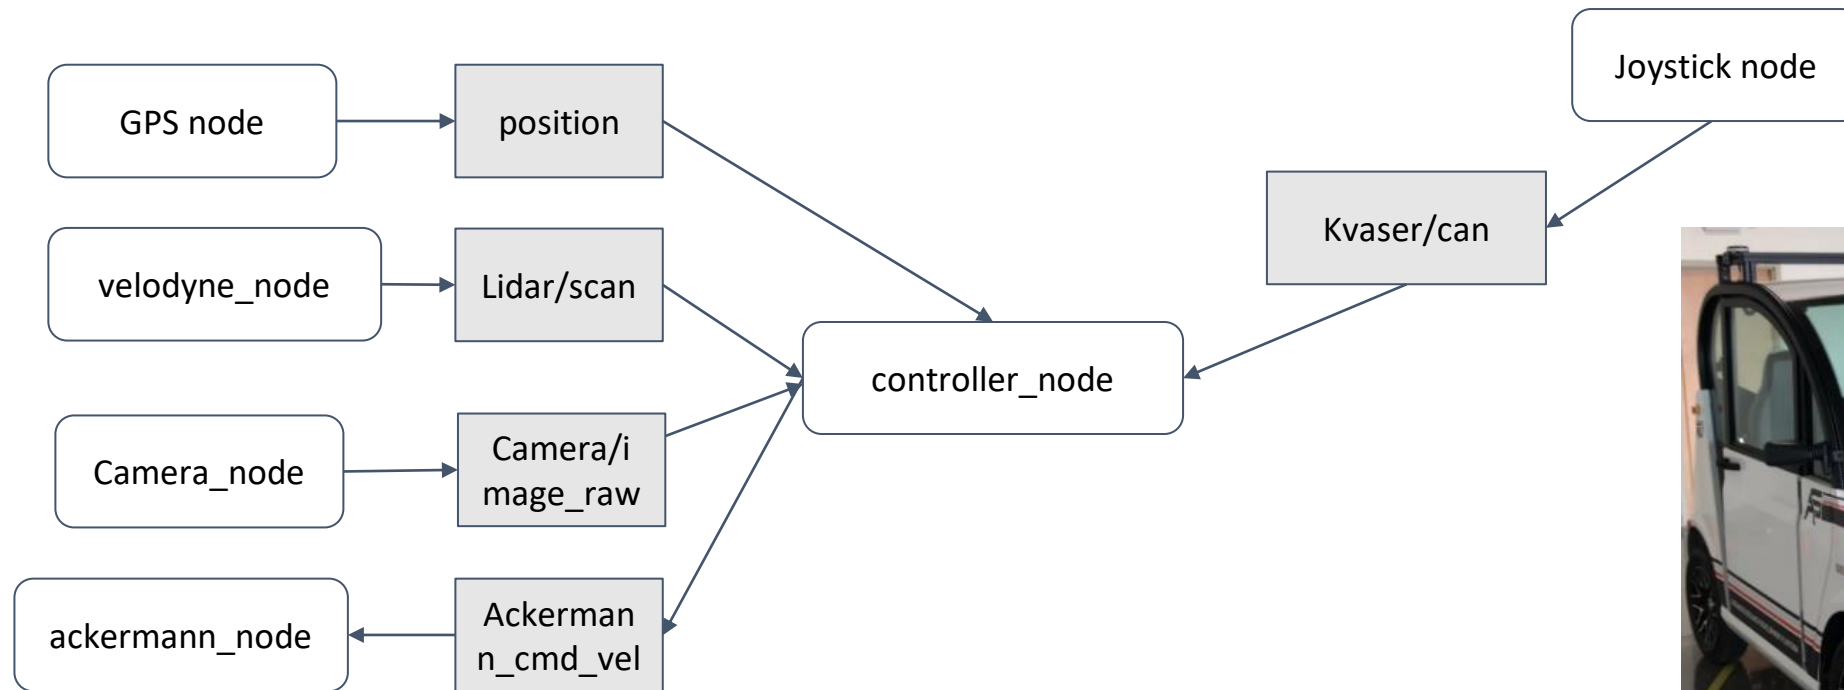 Joystick node
GPS node
position
Kvaser/can
velodyne_node
Lidar/scan
controller_node
Camera_node
Camera/i
mage_raw
ackermann_node
Ackerman
n_cmd_vel